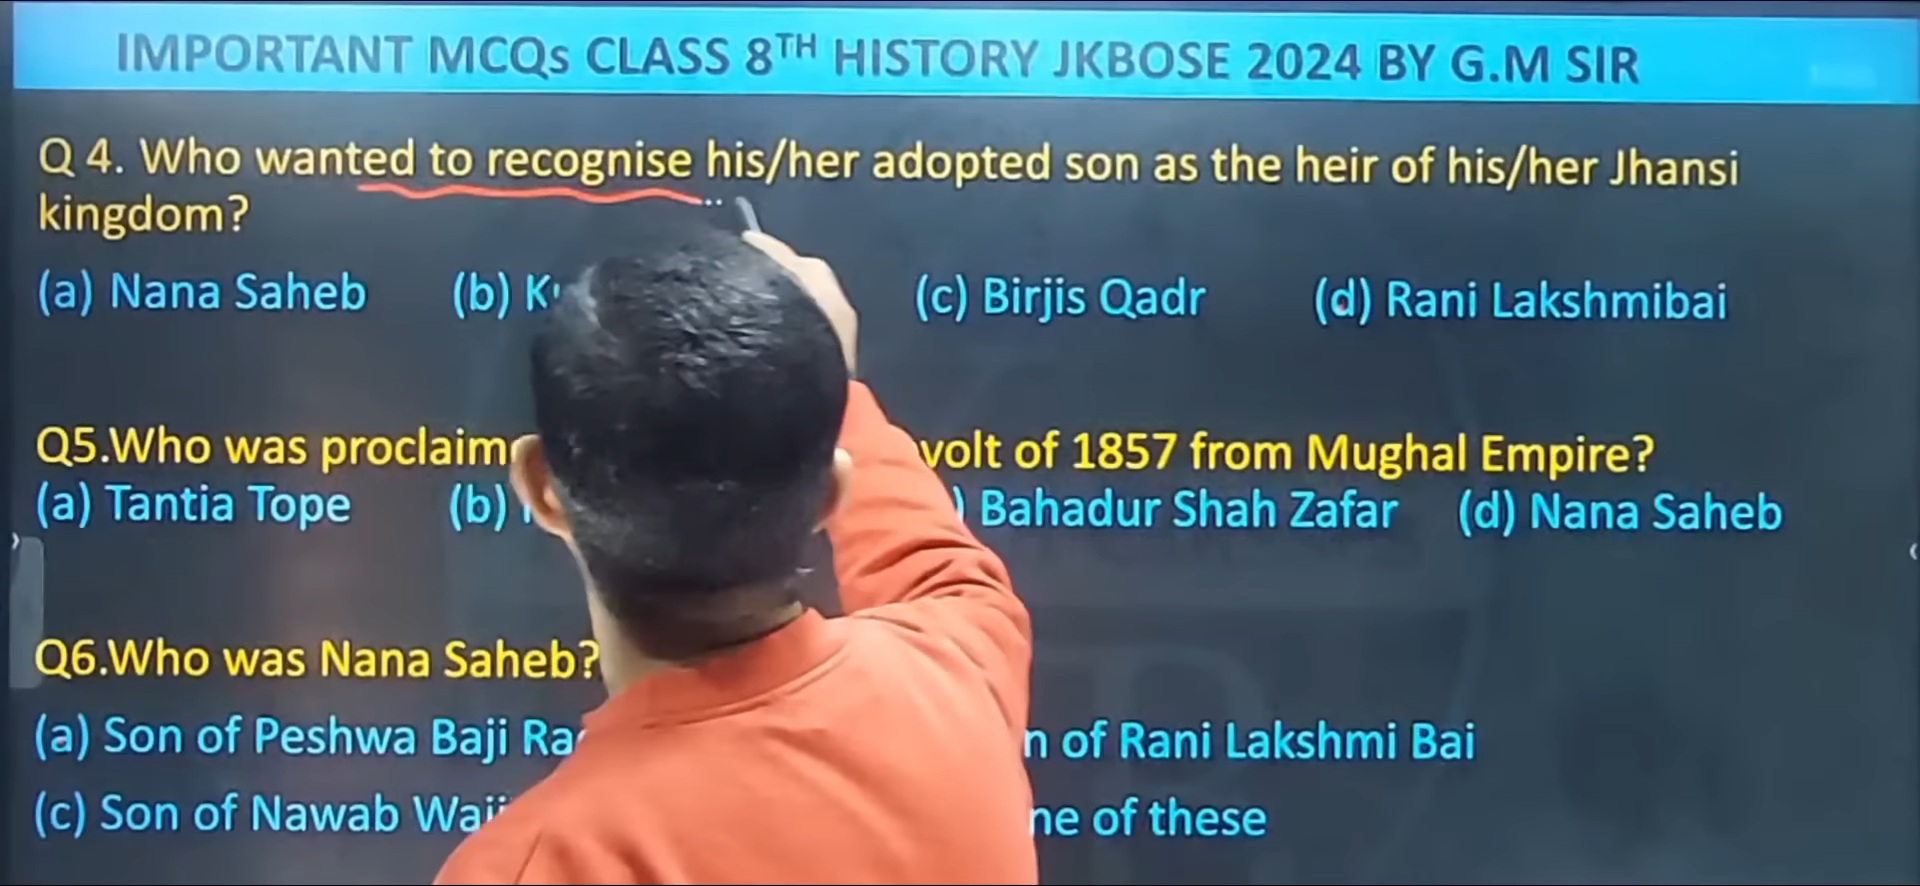 IMPORTANT MCQs CLASS 8TH HISTORY JKBOSE 2024 BY G.M SIR
Q 4. Who wanted to recognise his/her adopted son as the heir of his/her Jhansi
kingdom?
(a) Nana Saheb (b) (c) Birjis Qadr (d) Rani Lakshmibai
Q5.Who was of 1857 from Mughal Empire?
(a) Tantia Tope (b) Bahadur Shah Zafar (d) Nana Saheb
Q6.Who was Nana Saheb?
(a) Son of Peshwa Baji of Rani Lakshmi Bai
(c) Son of Nawab of these